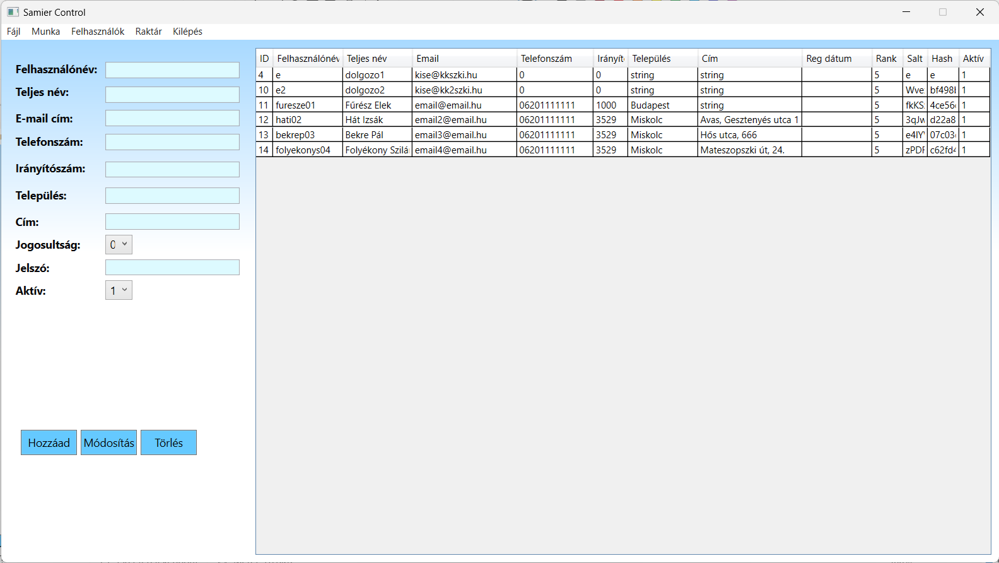 Samier Control
Fájl Munka Felhasználók Raktár Kilépés
Felhasználónév:
Teljes név:
E-mail cím:
Telefonszám:
Irányítószám:
Település:
Cím:
Jogosultság: 0
Jelszó:
Aktív: 1
Hozzáad Módosítás Törlés
ID Felhasználónév Teljes név Email Telefonszám Irányít Település Cím Reg dátum Rank Salt Hash Aktív
4 e dolgozo1 kise@kkszki.hu 0 0 string string 5 e e 1
10 e2 dolgozo2 kise@kk2szki.hu 0 0 string string 5 Wve bf498 1
11 furesze01 Fűrész Elek email@email.hu 06201111111 1000 Budapest string 5 fkKS 4ce56 1
12 hati02 Hát Izsák email2@email.hu 06201111111 3529 Miskolc Avas, Gesztenyés utca 1 5 3qJw d22a8 1
13 bekrep03 Bekre Pál email3@email.hu 06201111111 3529 Miskolc Hős utca, 666 5 e4IY 07c03 1
14 folyekonys04 Folyékony Szilá email4@email.hu 06201111111 3529 Miskolc Mateszopszki út, 24. 5 zPDF c62fd 1